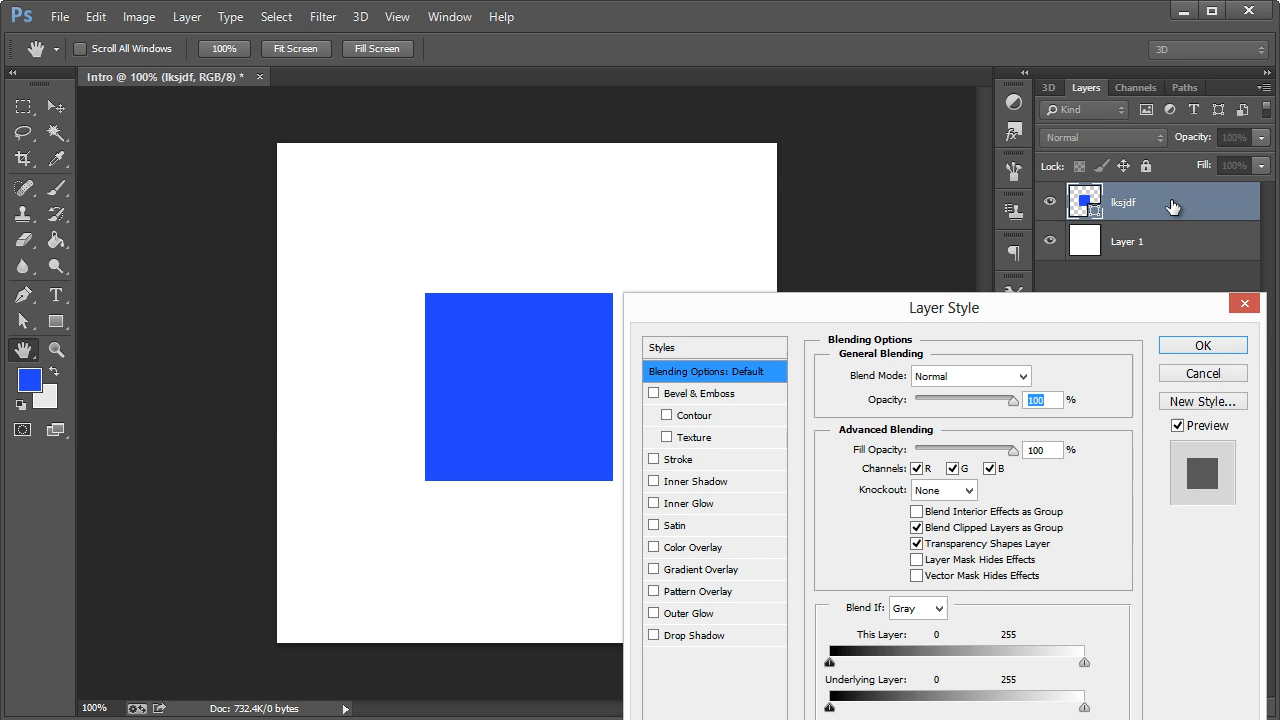 Ps File Edit Image Layer Type Select Filter 3D View Window Help
Scroll All Windows 100% Fit Screen Fill Screen 3D
Intro @ 100% (lksjdf, RGB/8) *
3D Layers Channels Paths
Kind
Normal Opacity: 100%
Lock: Fill: 100%
lksjdf
Layer 1
Layer Style
Styles
Blending Options: Default
Bevel & Emboss
Contour
Texture
Stroke
Inner Shadow
Inner Glow
Satin
Color Overlay
Gradient Overlay
Pattern Overlay
Outer Glow
Drop Shadow
Blending Options
General Blending
Blend Mode: Normal
Opacity: 100 %
Advanced Blending
Fill Opacity: 100 %
Channels: R G B
Knockout: None
Blend Interior Effects as Group
Blend Clipped Layers as Group
Transparency Shapes Layer
Layer Mask Hides Effects
Vector Mask Hides Effects
Blend If: Gray
This Layer: 0 255
Underlying Layer: 0 255
OK
Cancel
New Style...
Preview
100% Doc: 732.4K/0 bytes